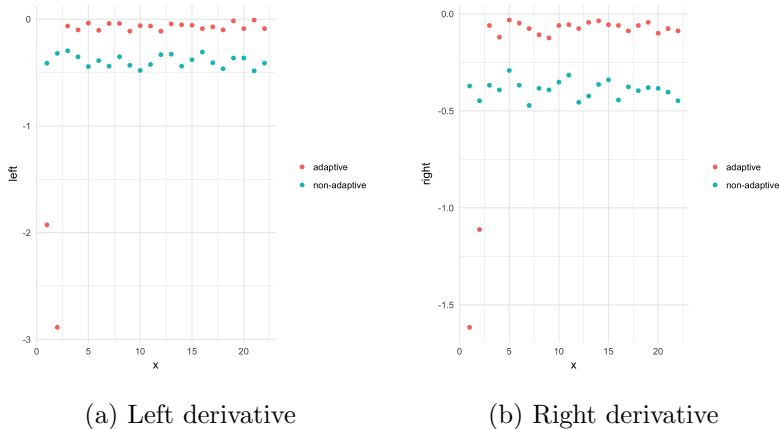 0
-1
-2
-3
left
0
5
10
15
20
x
adaptive
non-adaptive
(a) Left derivative
0.0
-0.5
-1.0
-1.5
right
0
5
10
15
20
x
adaptive
non-adaptive
(b) Right derivative